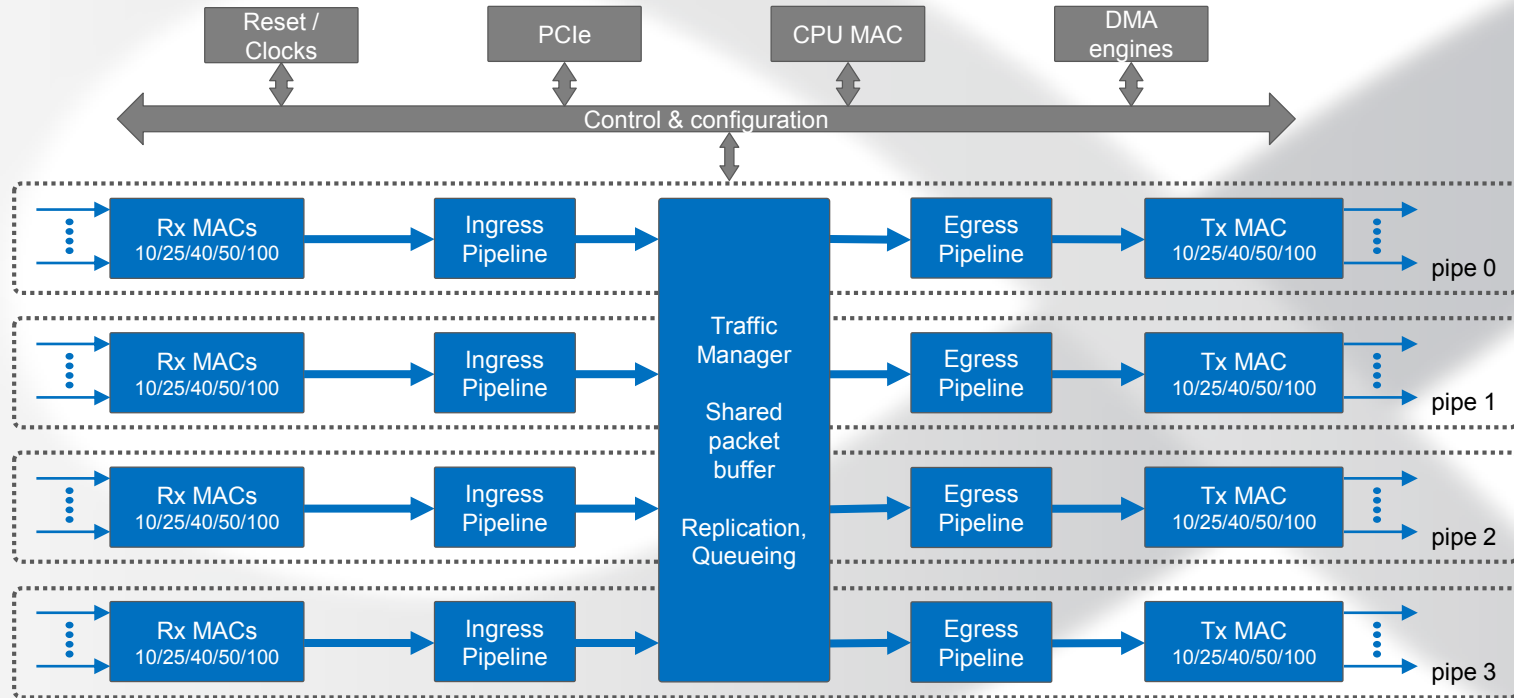 Reset /
Clocks
PCIe
CPU MAC
DMA
engines
Control & configuration
Rx MACs
10/25/40/50/100
Ingress
Pipeline
Egress
Pipeline
Tx MAC
10/25/40/50/100
pipe 0
Traffic
Manager
Shared
packet
buffer
Replication,
Queueing
Rx MACs
10/25/40/50/100
Ingress
Pipeline
Egress
Pipeline
Tx MAC
10/25/40/50/100
pipe 1
Rx MACs
10/25/40/50/100
Ingress
Pipeline
Egress
Pipeline
Tx MAC
10/25/40/50/100
pipe 2
Rx MACs
10/25/40/50/100
Ingress
Pipeline
Egress
Pipeline
Tx MAC
10/25/40/50/100
pipe 3